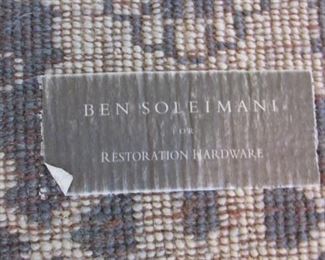 BEN SOLEIMANI
FOR
RESTORATION HARDWARE